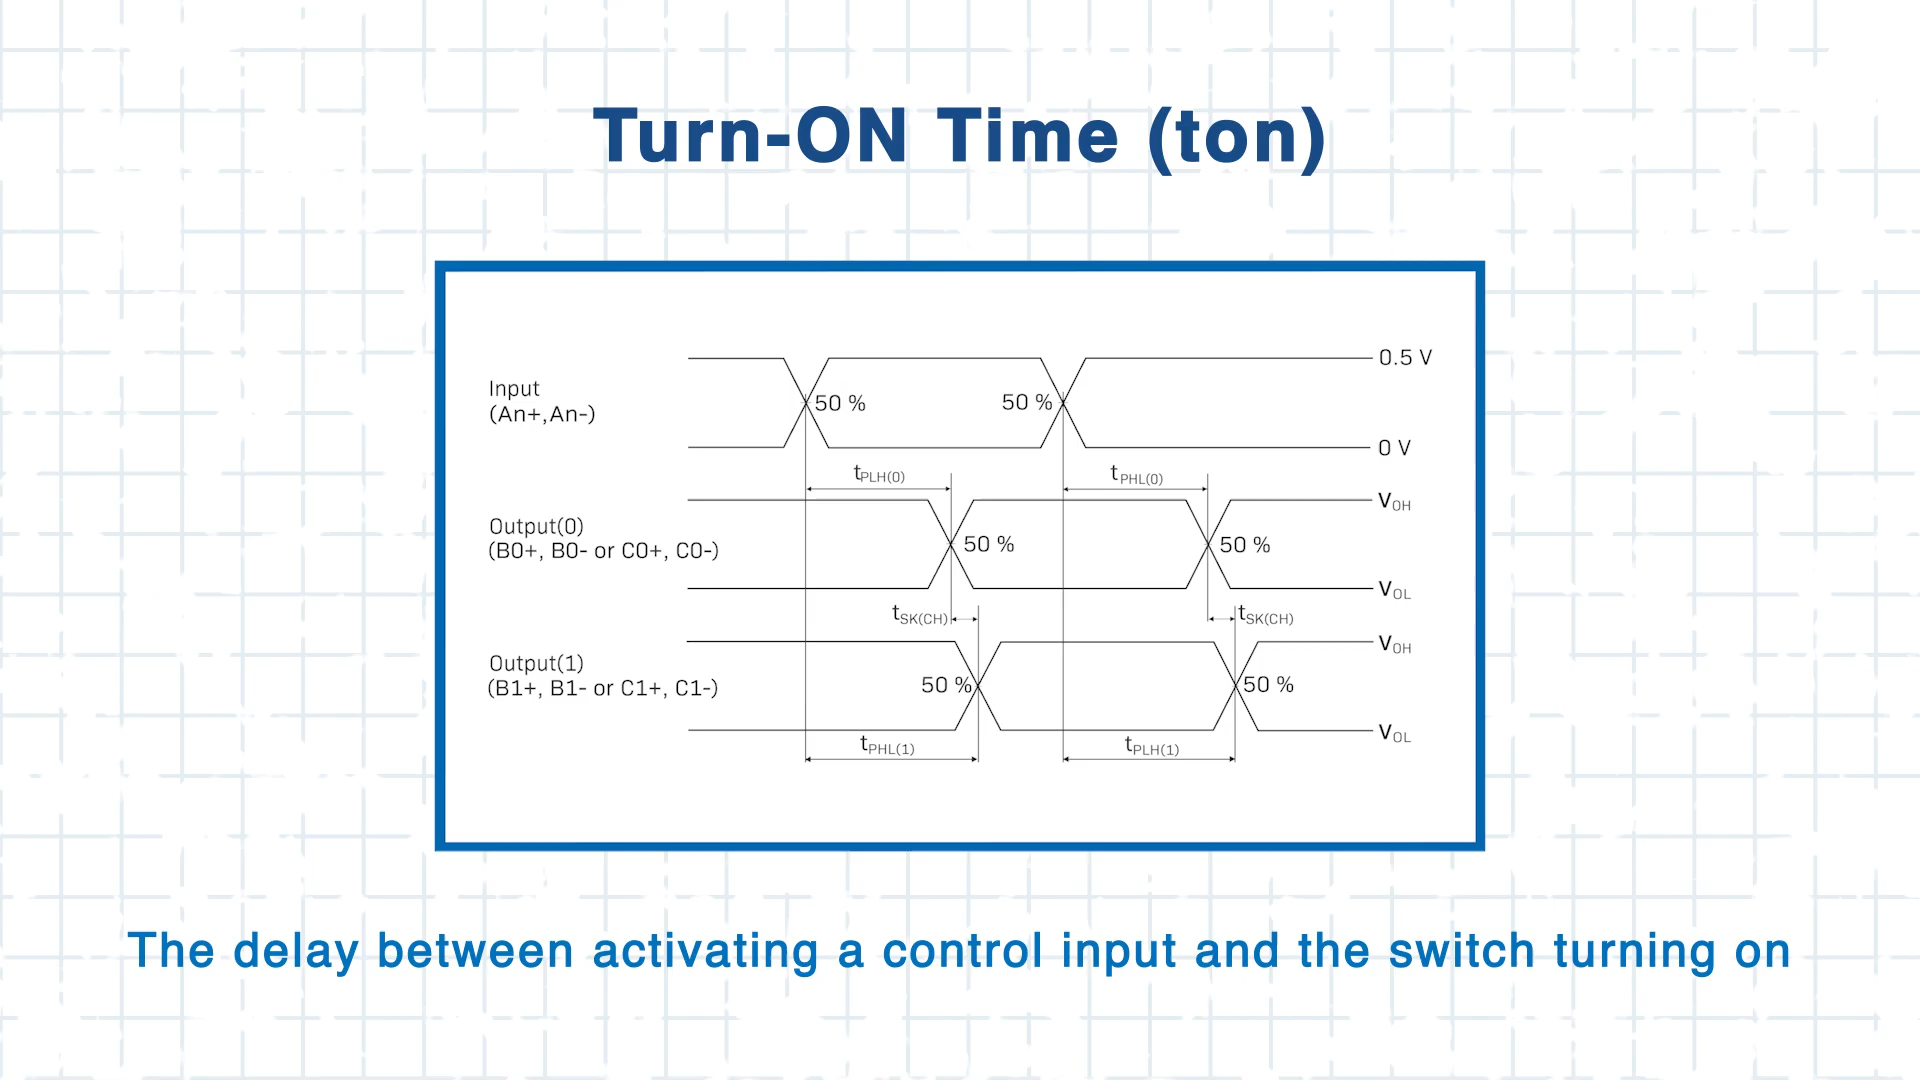 Turn-ON Time (ton)
0.5 V
Input
(An+,An-)
50 %
50 %
0 V
tPLH(0)
tPHL(0)
VOH
Output(0)
(B0+, B0- or C0+, C0-)
50 %
50 %
VOL
tSK(CH)
tSK(CH)
VOH
Output(1)
(B1+, B1- or C1+, C1-)
50 %
50 %
VOL
tPHL(1)
tPLH(1)
The delay between activating a control input and the switch turning on